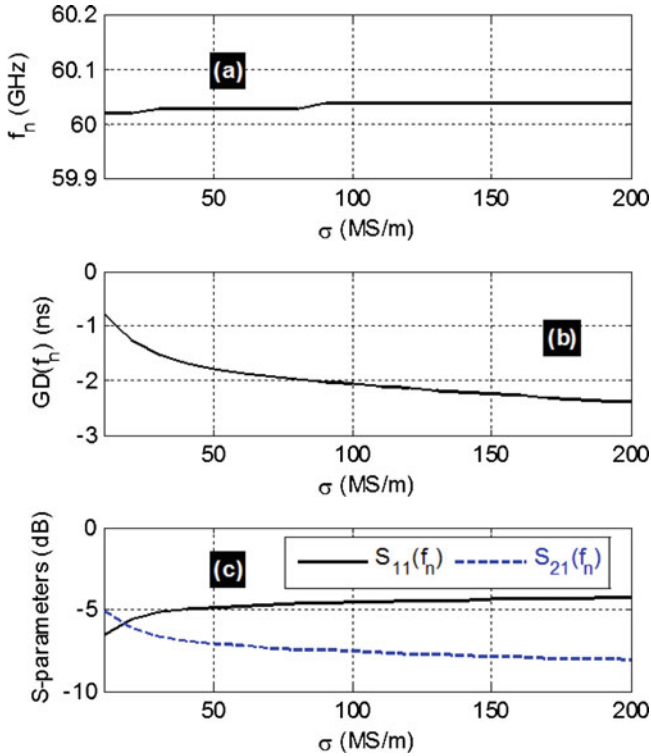 60.2
60.1
60
59.9
f_n (GHz)
(a)
50
100
150
200
σ (MS/m)
0
-1
-2
-3
GD(f_n) (ns)
(b)
50
100
150
200
σ (MS/m)
0
-5
-10
S-parameters (dB)
(c)
S_11(f_n) S_21(f_n)
50
100
150
200
σ (MS/m)